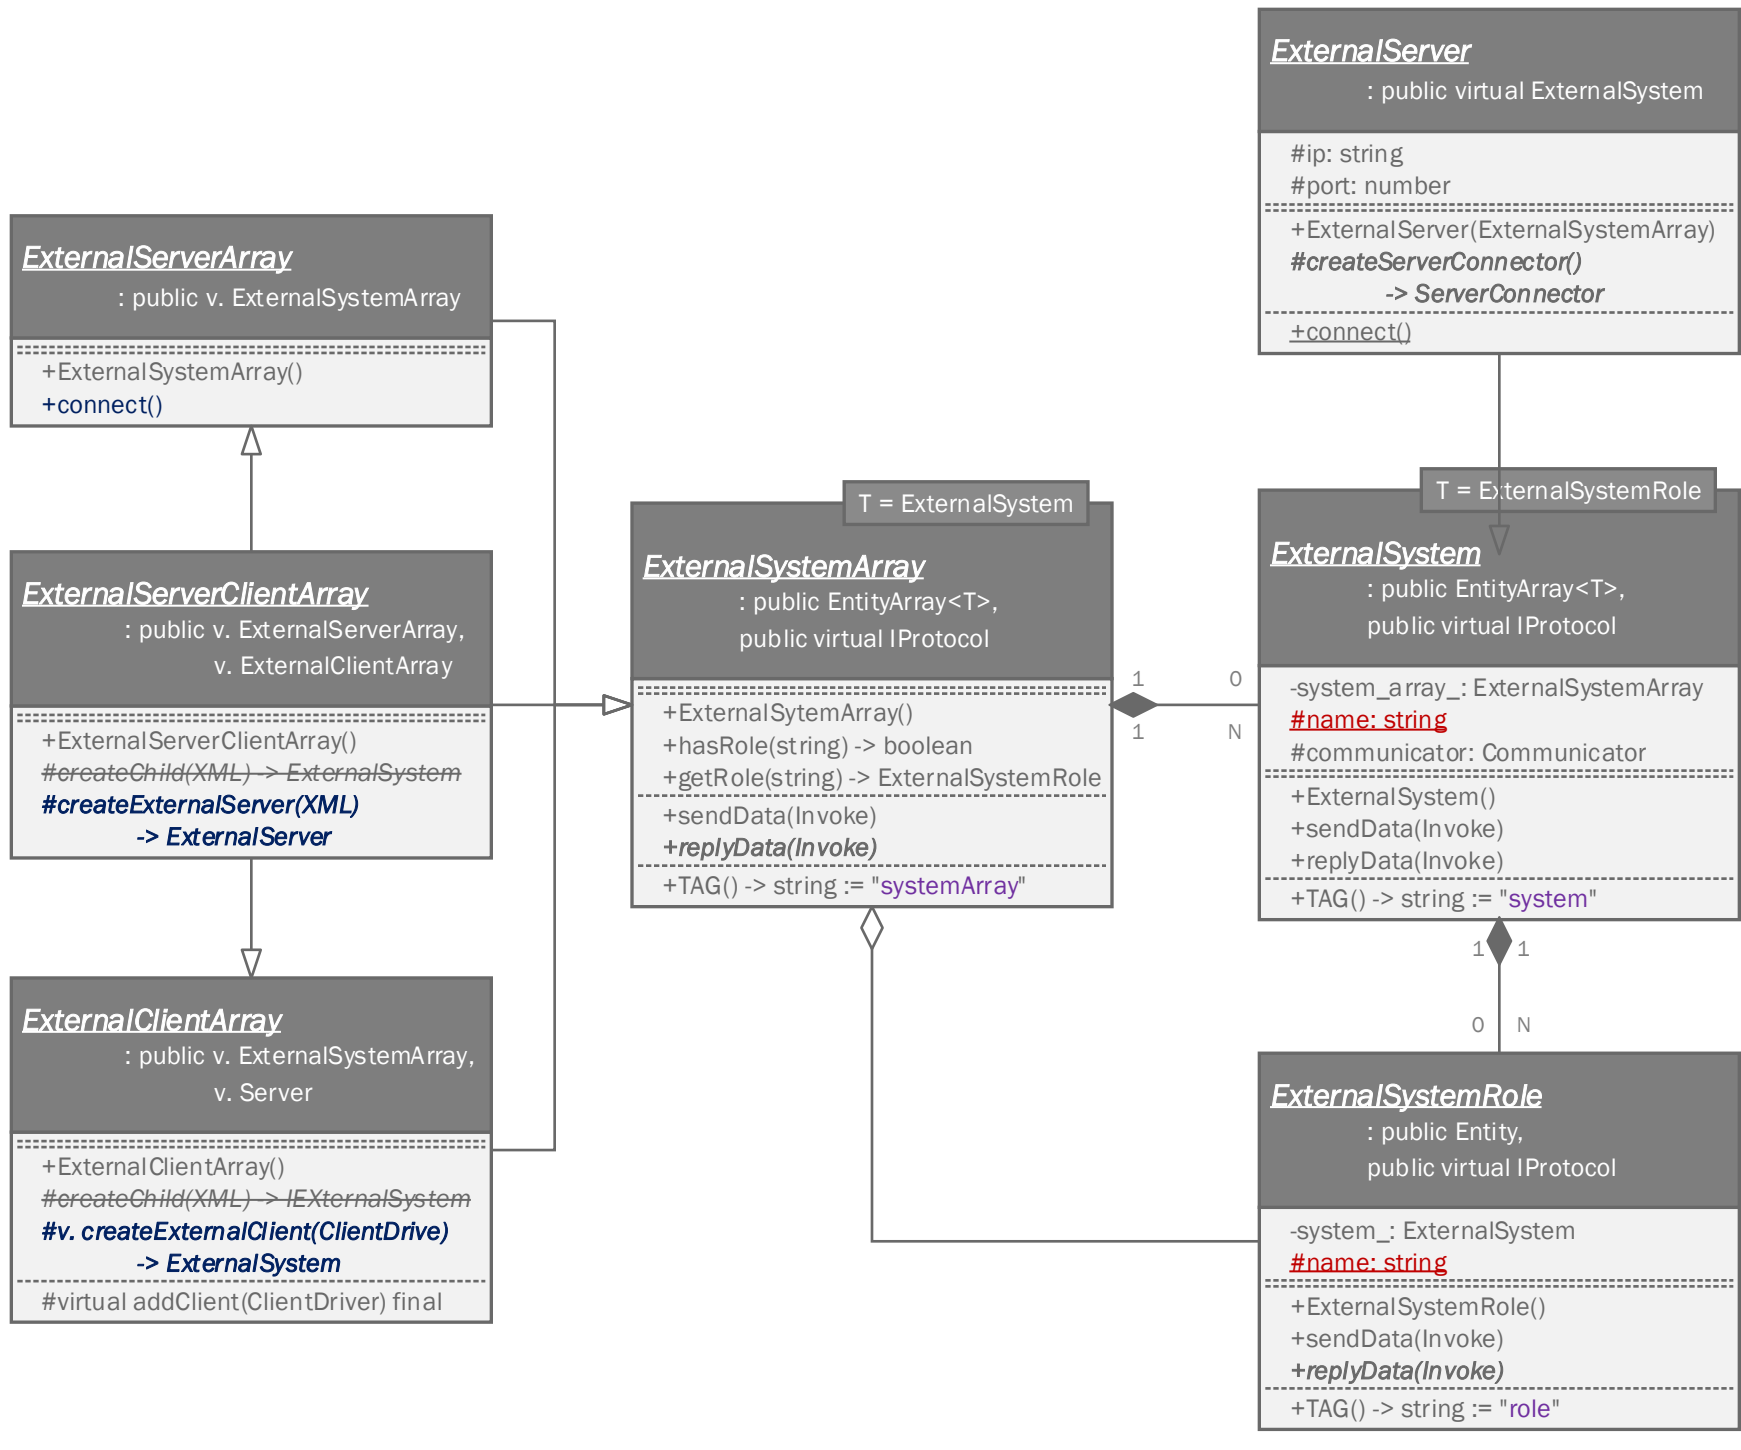 ExternalServer
: public virtual ExternalSystem
#ip: string
#port: number
+ExternalServer(ExternalSystemArray)
#createServerConnector()
-> ServerConnector
+connect()
ExternalServerArray
: public v. ExternalSystemArray
+ExternalSystemArray()
+connect()
ExternalServerClientArray
: public v. ExternalServerArray,
v. ExternalClientArray
+ExternalServerClientArray()
#createChild(XML) -> ExternalSystem
#createExternalServer(XML)
-> ExternalServer
ExternalClientArray
: public v. ExternalSystemArray,
v. Server
+ExternalClientArray()
#createChild(XML) -> IEXternalSystem
#v. createExternalClient(ClientDrive)
-> ExternalSystem
#virtual addClient(ClientDriver) final
T = ExternalSystem
ExternalSystemArray
: public EntityArray<T>,
public virtual IProtocol
+ExternalSytemArray()
+hasRole(string) -> boolean
+getRole(string) -> ExternalSystemRole
+sendData(Invoke)
+replyData(Invoke)
+TAG() -> string := "systemArray"
1 0
1 N
T = ExternalSystemRole
ExternalSystem
: public EntityArray<T>,
public virtual IProtocol
-system_array_: ExternalSystemArray
#name: string
#communicator: Communicator
+ExternalSystem()
+sendData(Invoke)
+replyData(Invoke)
+TAG() -> string := "system"
1 1
0 N
ExternalSystemRole
: public Entity,
public virtual IProtocol
-system_: ExternalSystem
#name: string
+ExternalSystemRole()
+sendData(Invoke)
+replyData(Invoke)
+TAG() -> string := "role"